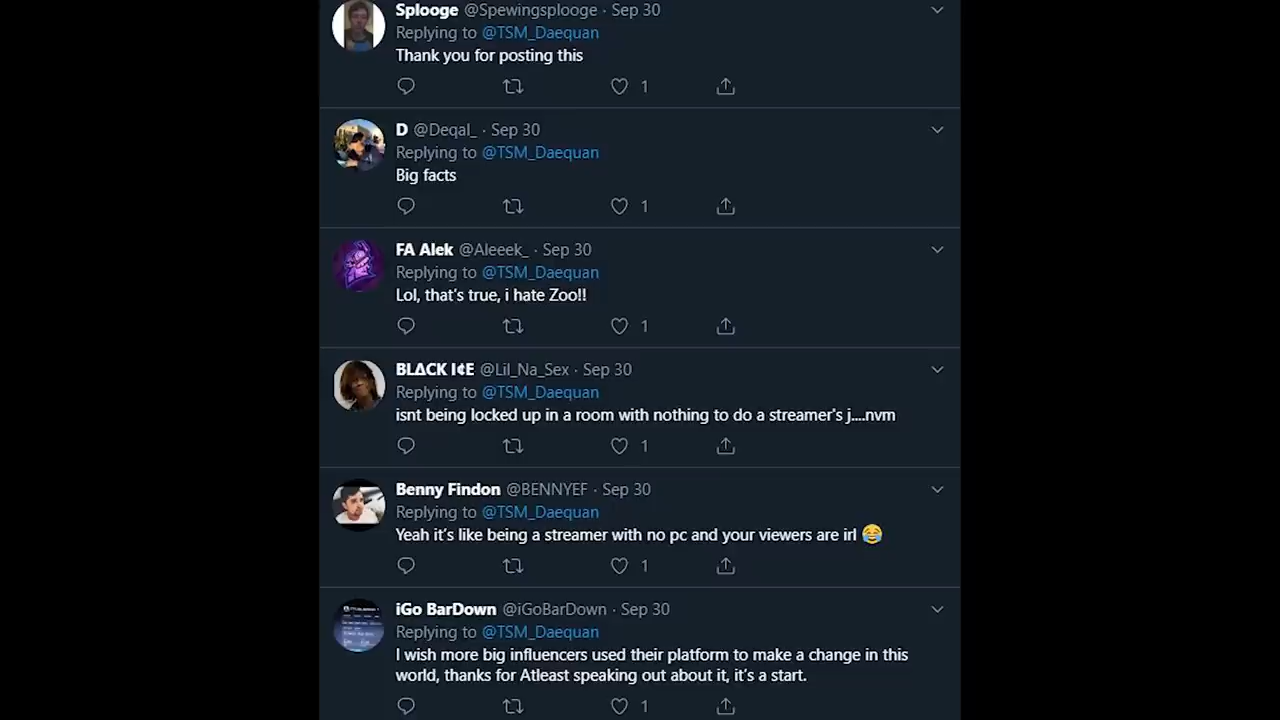 Splooge @Spewingsplooge · Sep 30
Replying to @TSM_Daequan
Thank you for posting this
1
D @Deqal_ · Sep 30
Replying to @TSM_Daequan
Big facts
1
FA Alek @Aleeek_ · Sep 30
Replying to @TSM_Daequan
Lol, that's true, i hate Zoo!!
1
BLΔCK I¢E @Lil_Na_Sex · Sep 30
Replying to @TSM_Daequan
isnt being locked up in a room with nothing to do a streamer's j....nvm
1
Benny Findon @BENNYEF · Sep 30
Replying to @TSM_Daequan
Yeah it's like being a streamer with no pc and your viewers are irl 😂
1
iGo BarDown @iGoBarDown · Sep 30
Replying to @TSM_Daequan
I wish more big influencers used their platform to make a change in this
world, thanks for Atleast speaking out about it, it's a start.
1